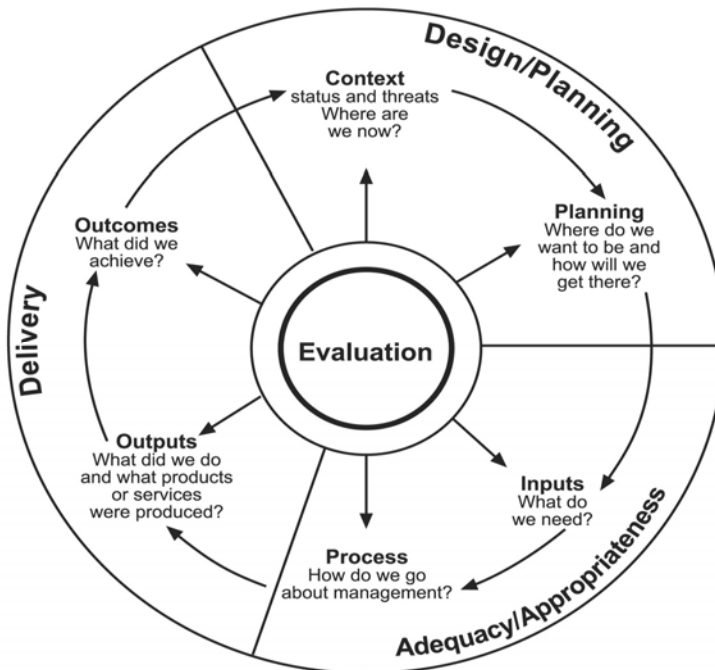 Design/Planning
Context
status and threats
Where are
we now?
Planning
Where do we
want to be and
how will we
get there?
Outcomes
What did we
achieve?
Delivery
Evaluation
Outputs
What did we do
and what products
or services
were produced?
Inputs
What do
we need?
Process
How do we go
about management?
Adequacy/Appropriateness